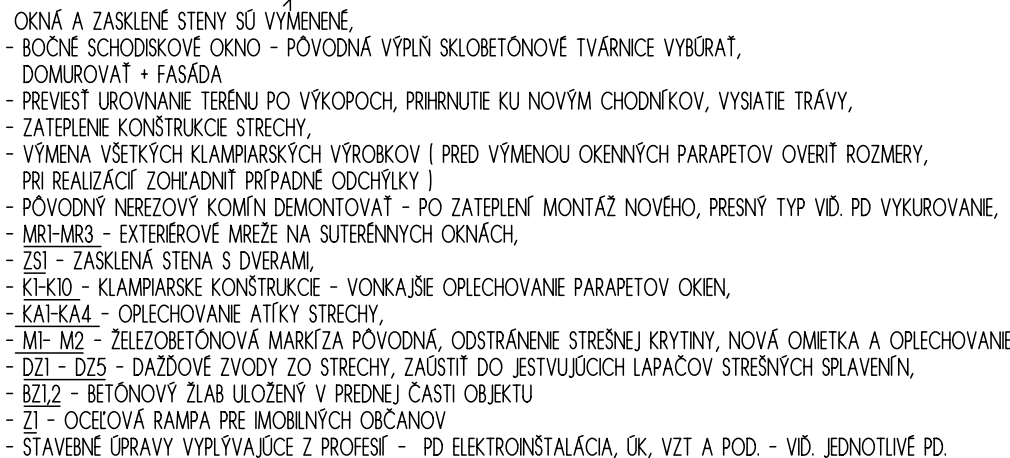 OKNÁ A ZASKLENÉ STENY SÚ VYMENENÉ,
- BOČNÉ SCHODISKOVÉ OKNO - PÔVODNÁ VÝPLŇ SKLOBETÓNOVÉ TVÁRNICE VYBÚRAŤ,
DOMUROVAŤ + FASÁDA
- PREVIESŤ UROVNANIE TERÉNU PO VÝKOPOCH, PRIHRNUTIE KU NOVÝM CHODNÍKOV, VYSIATIE TRÁVY,
- ZATEPLENIE KONŠTRUKCIE STRECHY,
- VÝMENA VŠETKÝCH KLAMPIARSKÝCH VÝROBKOV ( PRED VÝMENOU OKENNÝCH PARAPETOV OVERIŤ ROZMERY,
PRI REALIZÁCIÍ ZOHĽADNIŤ PRÍPADNÉ ODCHÝLKY )
- PÔVODNÝ NEREZOVÝ KOMÍN DEMONTOVAŤ - PO ZATEPLENÍ MONTÁŽ NOVÉHO, PRESNÝ TYP VIĎ. PD VYKUROVANIE,
- MR1-MR3 - EXTERIÉROVÉ MREŽE NA SUTERÉNNYCH OKNÁCH,
- ZS1 - ZASKLENÁ STENA S DVERAMI,
- K1-K10 - KLAMPIARSKE KONŠTRUKCIE - VONKAJŠIE OPLECHOVANIE PARAPETOV OKIEN,
- KA1-KA4 - OPLECHOVANIE ATÍKY STRECHY,
- M1- M2 - ŽELEZOBETÓNOVÁ MARKÍZA PÔVODNÁ, ODSTRÁNENIE STREŠNEJ KRYTINY, NOVÁ OMIETKA A OPLECHOVANIE
- DZ1 - DZ5 - DAŽĎOVÉ ZVODY ZO STRECHY, ZAÚSTIŤ DO JESTVUJÚCICH LAPAČOV STREŠNÝCH SPLAVENÍN,
- BZ1,2 - BETÓNOVÝ ŽLAB ULOŽENÝ V PREDNEJ ČASTI OBJEKTU
- Z1 - OCEĽOVÁ RAMPA PRE IMOBILNÝCH OBČANOV
- STAVEBNÉ ÚPRAVY VYPLÝVAJÚCE Z PROFESIÍ - PD ELEKTROINŠTALÁCIA, ÚK, VZT A POD. - VIĎ. JEDNOTLIVÉ PD.